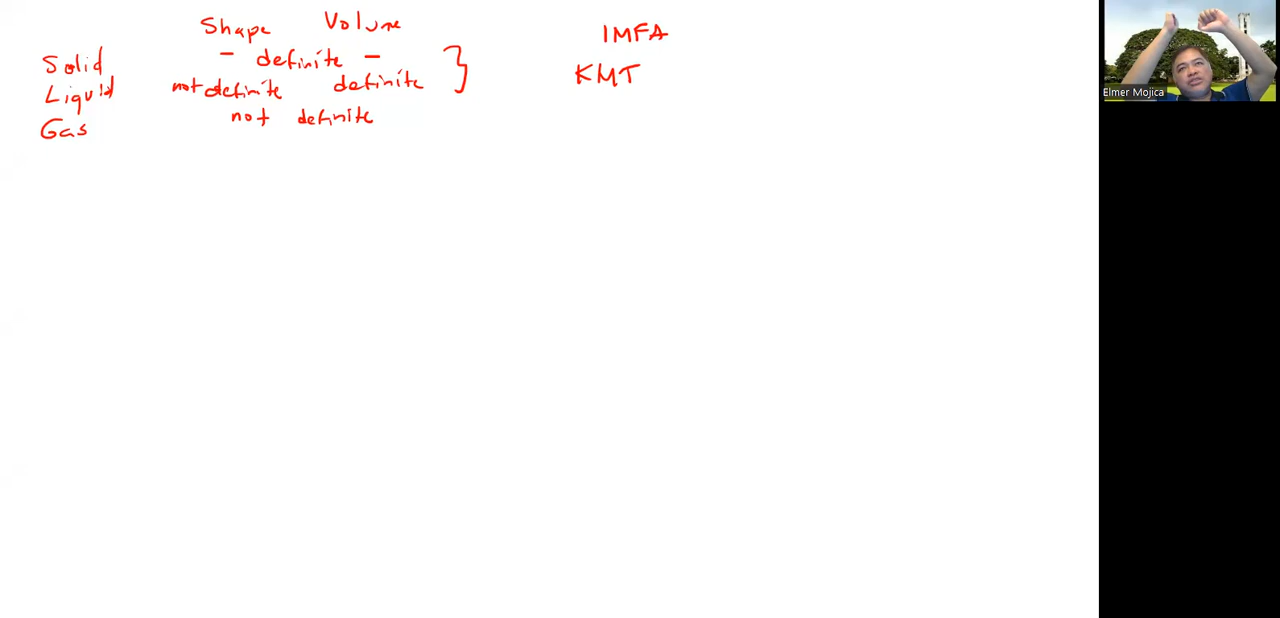 Shape Volume
IMFA
Solid - definite -
KMT
Liquid not definite definite
Gas not definite
Elmer Mojica